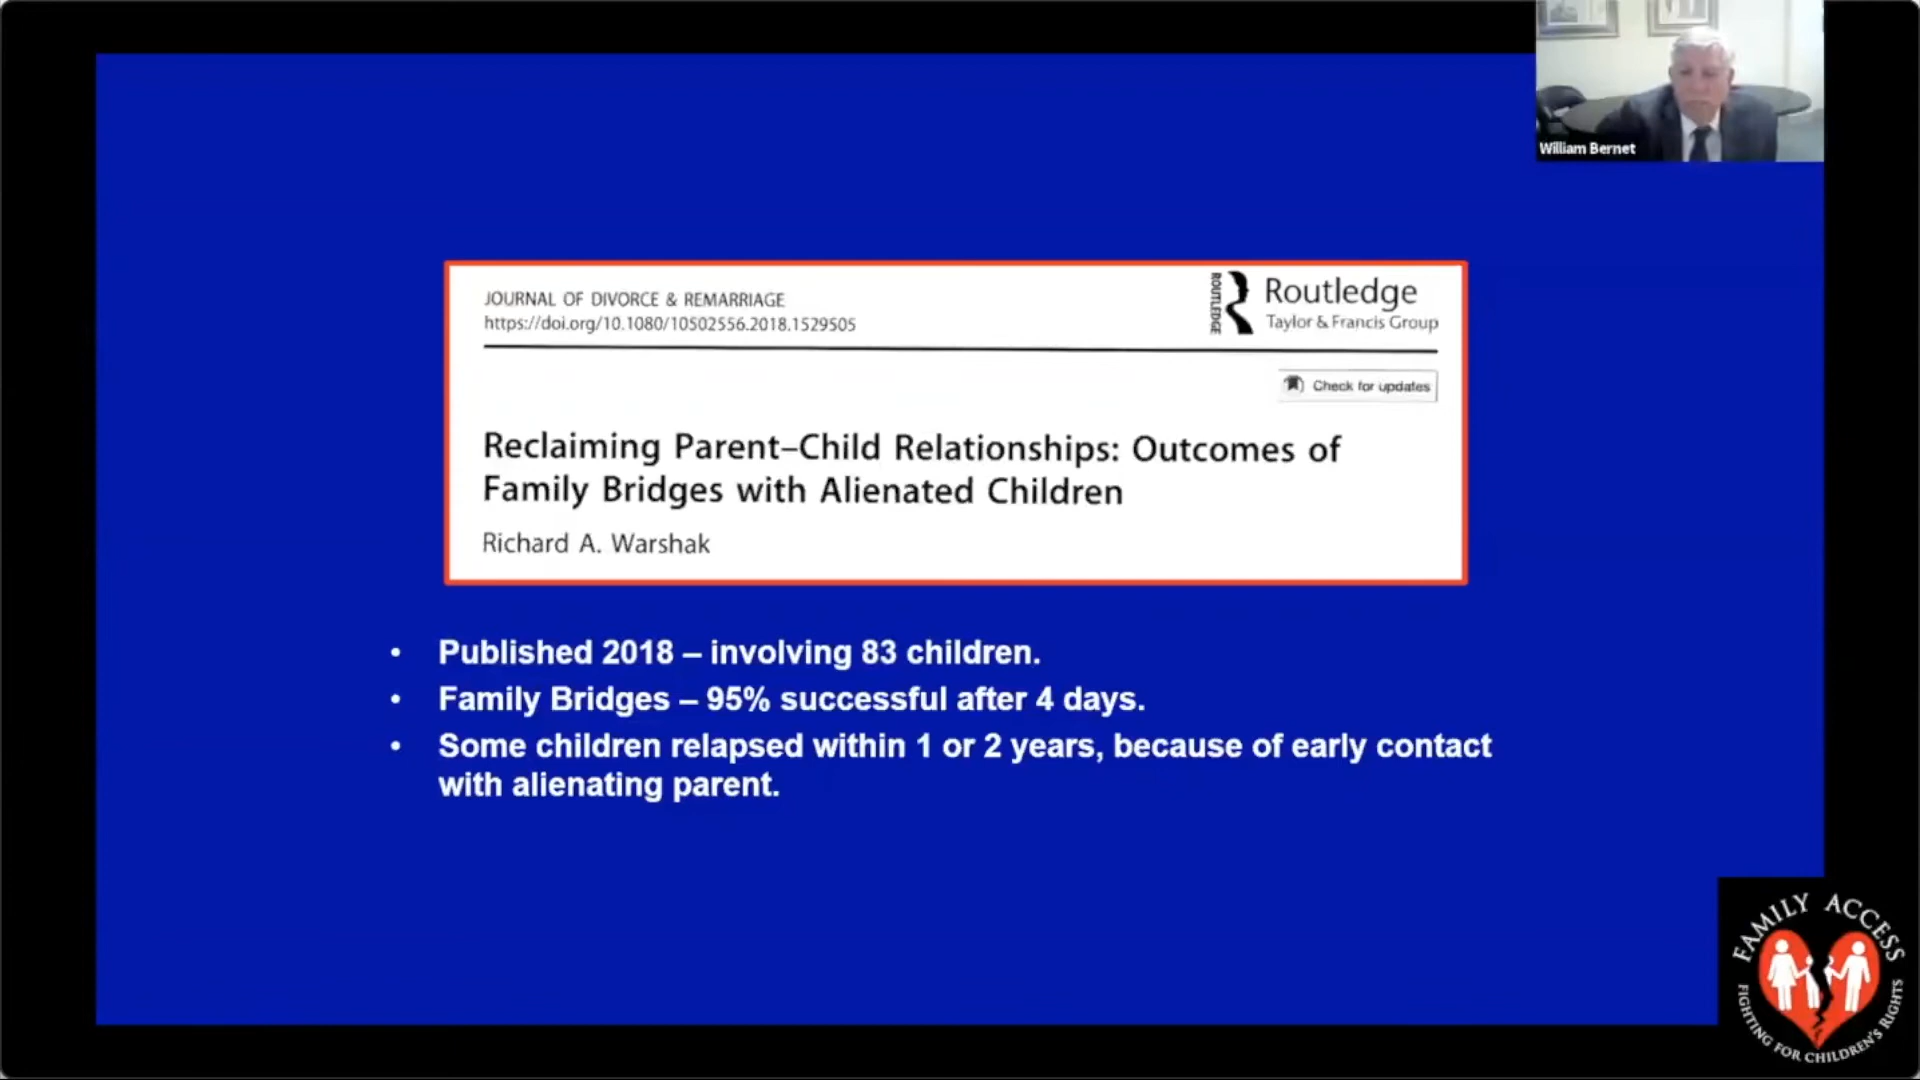 William Bernet
JOURNAL OF DIVORCE & REMARRIAGE
https://doi.org/10.1080/10502556.2018.1529505
ROUTLEDGE
Routledge
Taylor & Francis Group
Check for updates
Reclaiming Parent–Child Relationships: Outcomes of
Family Bridges with Alienated Children
Richard A. Warshak
• Published 2018 – involving 83 children.
• Family Bridges – 95% successful after 4 days.
• Some children relapsed within 1 or 2 years, because of early contact
with alienating parent.
FAMILY ACCESS
FIGHTING FOR CHILDREN'S RIGHTS